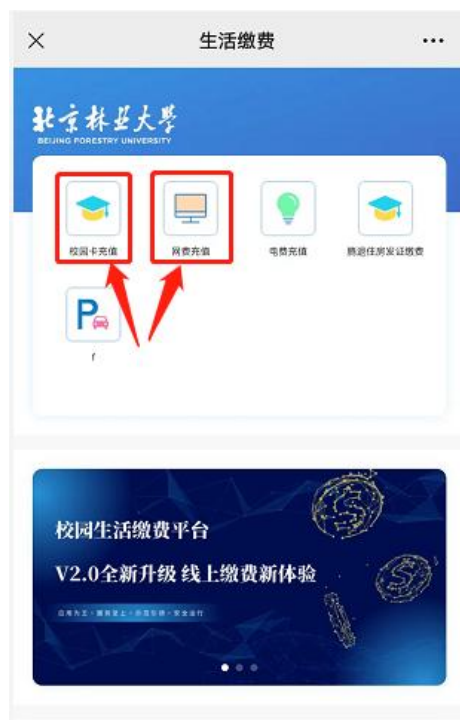 生活缴费
北京林业大学
BEIJING FORESTRY UNIVERSITY
校园卡充值
网费充值
电费充值
腾退住房发证缴费
P
f
校园生活缴费平台
V2.0全新升级 线上缴费新体验